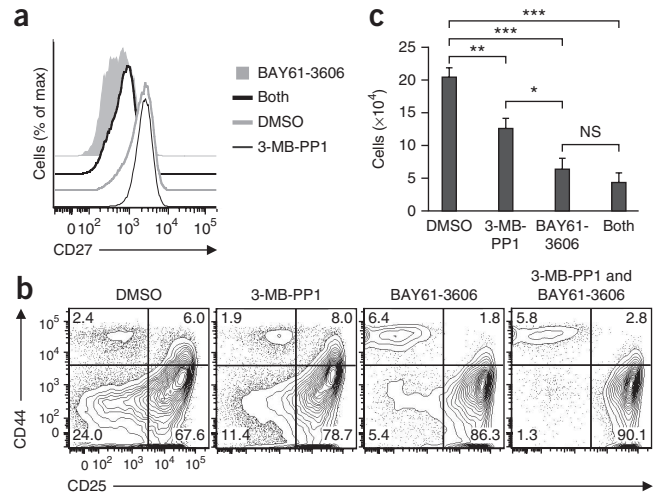 a
Cells (% of max)
BAY61-3606
Both
DMSO
3-MB-PP1
0 10² 10³ 10⁴ 10⁵
CD27
c
Cells (×10⁴)
25
20
15
10
5
0
***
***
**
*
NS
DMSO 3-MB-PP1 BAY61-3606 Both
b
DMSO
3-MB-PP1
BAY61-3606
3-MB-PP1 and
BAY61-3606
CD44
10⁵
10⁴
10³
10²
0
2.4 6.0
24.0 67.6
1.9 8.0
11.4 78.7
6.4 1.8
5.4 86.3
5.8 2.8
1.3 90.1
0 10² 10³ 10⁴ 10⁵
CD25